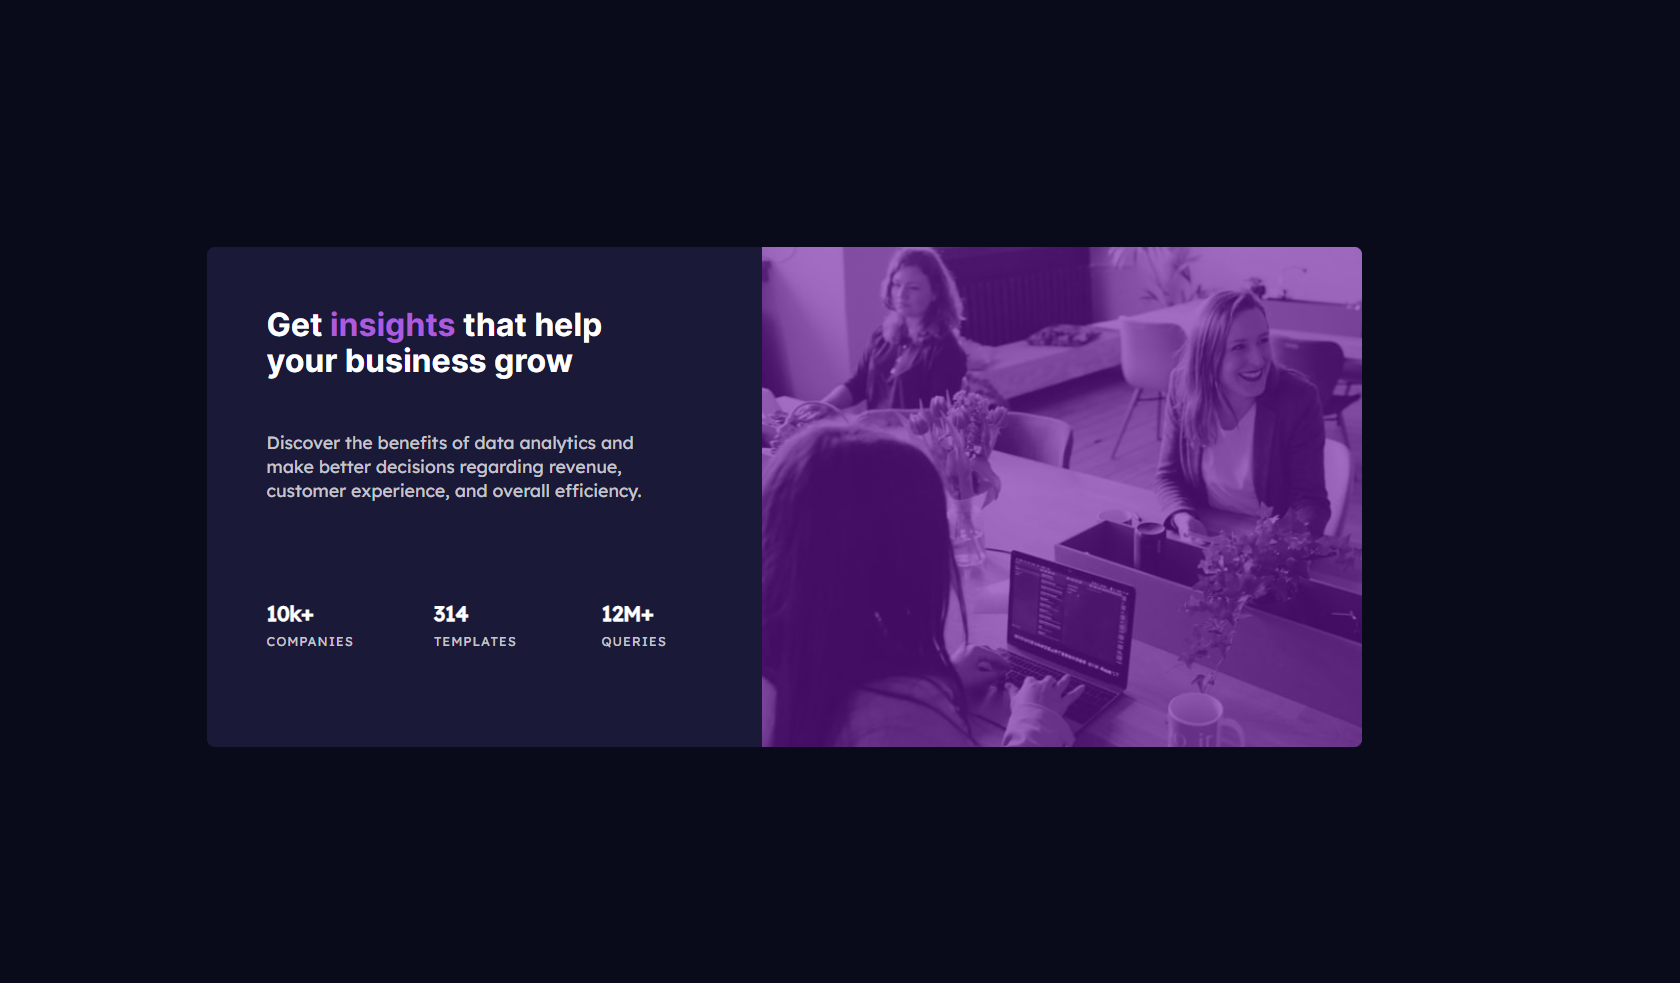 Get insights that help
your business grow
Discover the benefits of data analytics and
make better decisions regarding revenue,
customer experience, and overall efficiency.
10k+ 314 12M+
COMPANIES TEMPLATES QUERIES